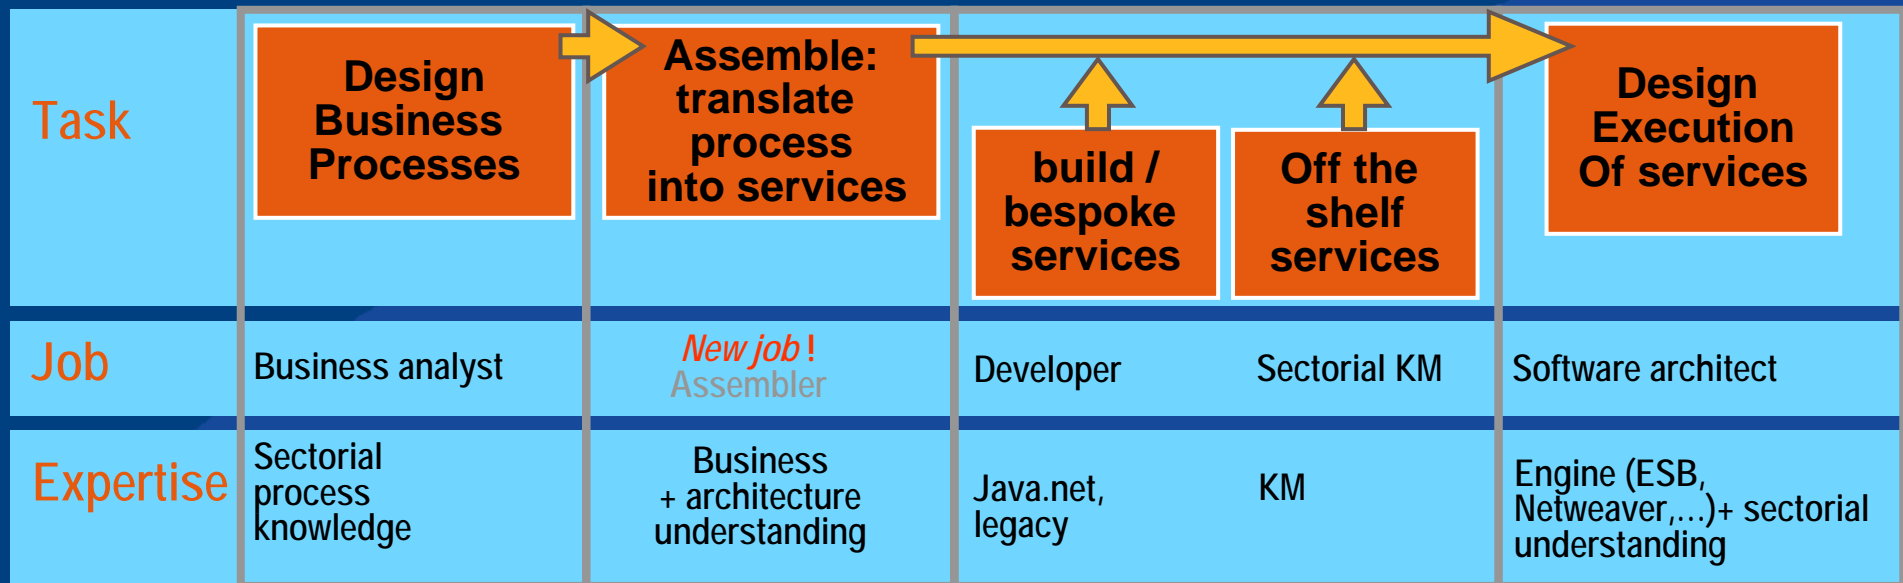 Task
Design
Business
Processes
Assemble:
translate
process
into services
build /
bespoke
services
Off the
shelf
services
Design
Execution
Of services
Job
Business analyst
New job !
Assembler
Developer
Sectorial KM
Software architect
Expertise
Sectorial
process
knowledge
Business
+ architecture
understanding
Java.net,
legacy
KM
Engine (ESB,
Netweaver,...)+ sectorial
understanding